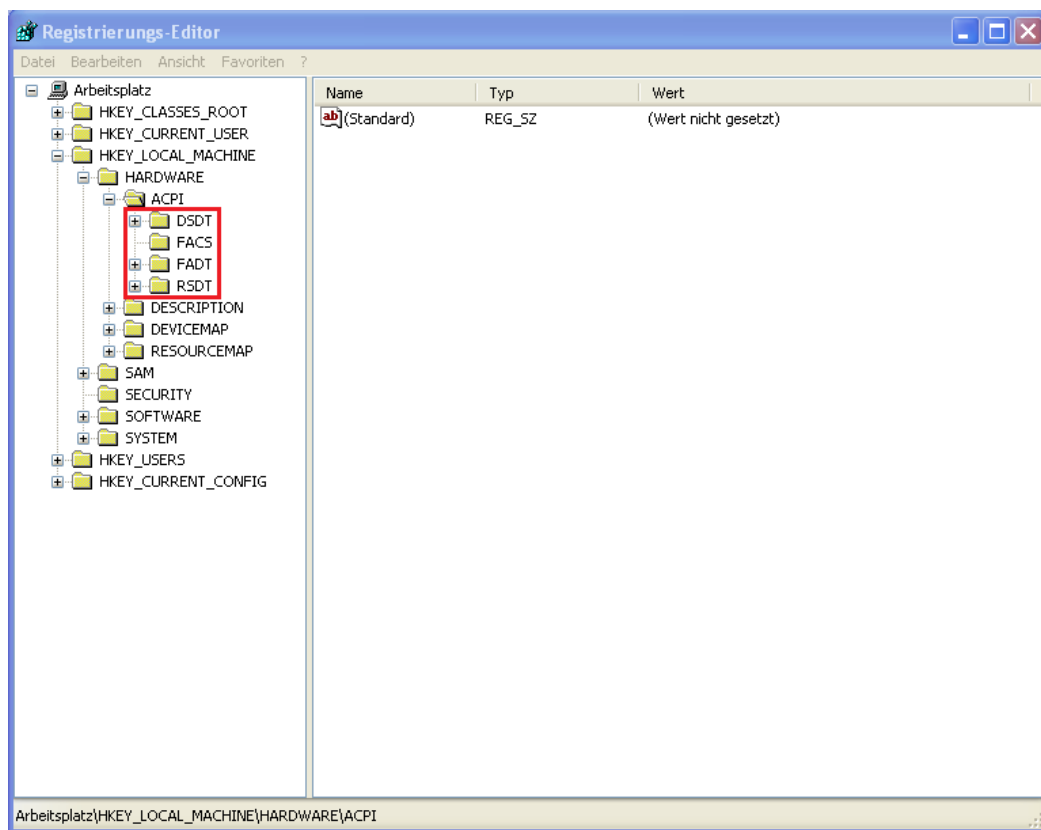 Registrierungs-Editor
Datei Bearbeiten Ansicht Favoriten ?
Arbeitsplatz
HKEY_CLASSES_ROOT
HKEY_CURRENT_USER
HKEY_LOCAL_MACHINE
HARDWARE
ACPI
DSDT
FACS
FADT
RSDT
DESCRIPTION
DEVICEMAP
RESOURCEMAP
SAM
SECURITY
SOFTWARE
SYSTEM
HKEY_USERS
HKEY_CURRENT_CONFIG
Name Typ Wert
ab (Standard) REG_SZ (Wert nicht gesetzt)
Arbeitsplatz\HKEY_LOCAL_MACHINE\HARDWARE\ACPI